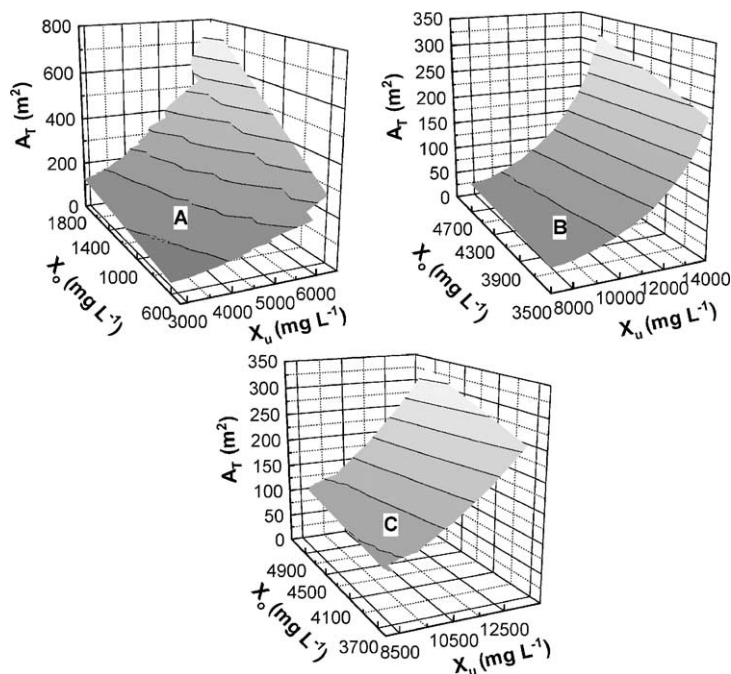 800
600
400
200
0
A_T (m²)
1800
1400
1000
600
X_o (mg L⁻¹)
3000 4000 5000 6000
X_u (mg L⁻¹)
A
350
300
250
200
150
100
50
0
A_T (m²)
4700
4300
3900
3500
X_o (mg L⁻¹)
8000 10000 12000 14000
X_u (mg L⁻¹)
B
350
300
250
200
150
100
50
0
A_T (m²)
4900
4500
4100
3700
X_o (mg L⁻¹)
8500 10500 12500
X_u (mg L⁻¹)
C